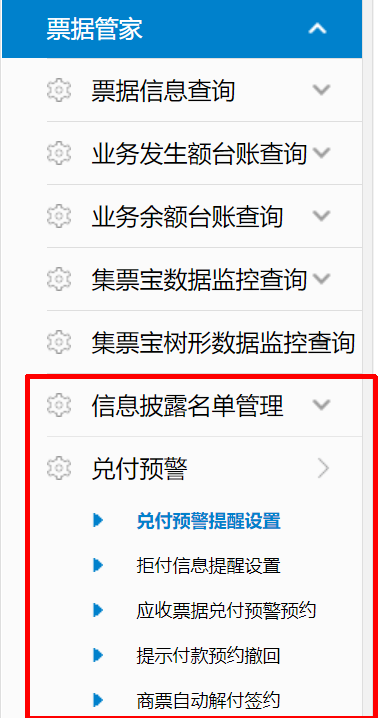 票据管家
票据信息查询
业务发生额台账查询
业务余额台账查询
集票宝数据监控查询
集票宝树形数据监控查询
信息披露名单管理
兑付预警
兑付预警提醒设置
拒付信息提醒设置
应收票据兑付预警预约
提示付款预约撤回
商票自动解付签约